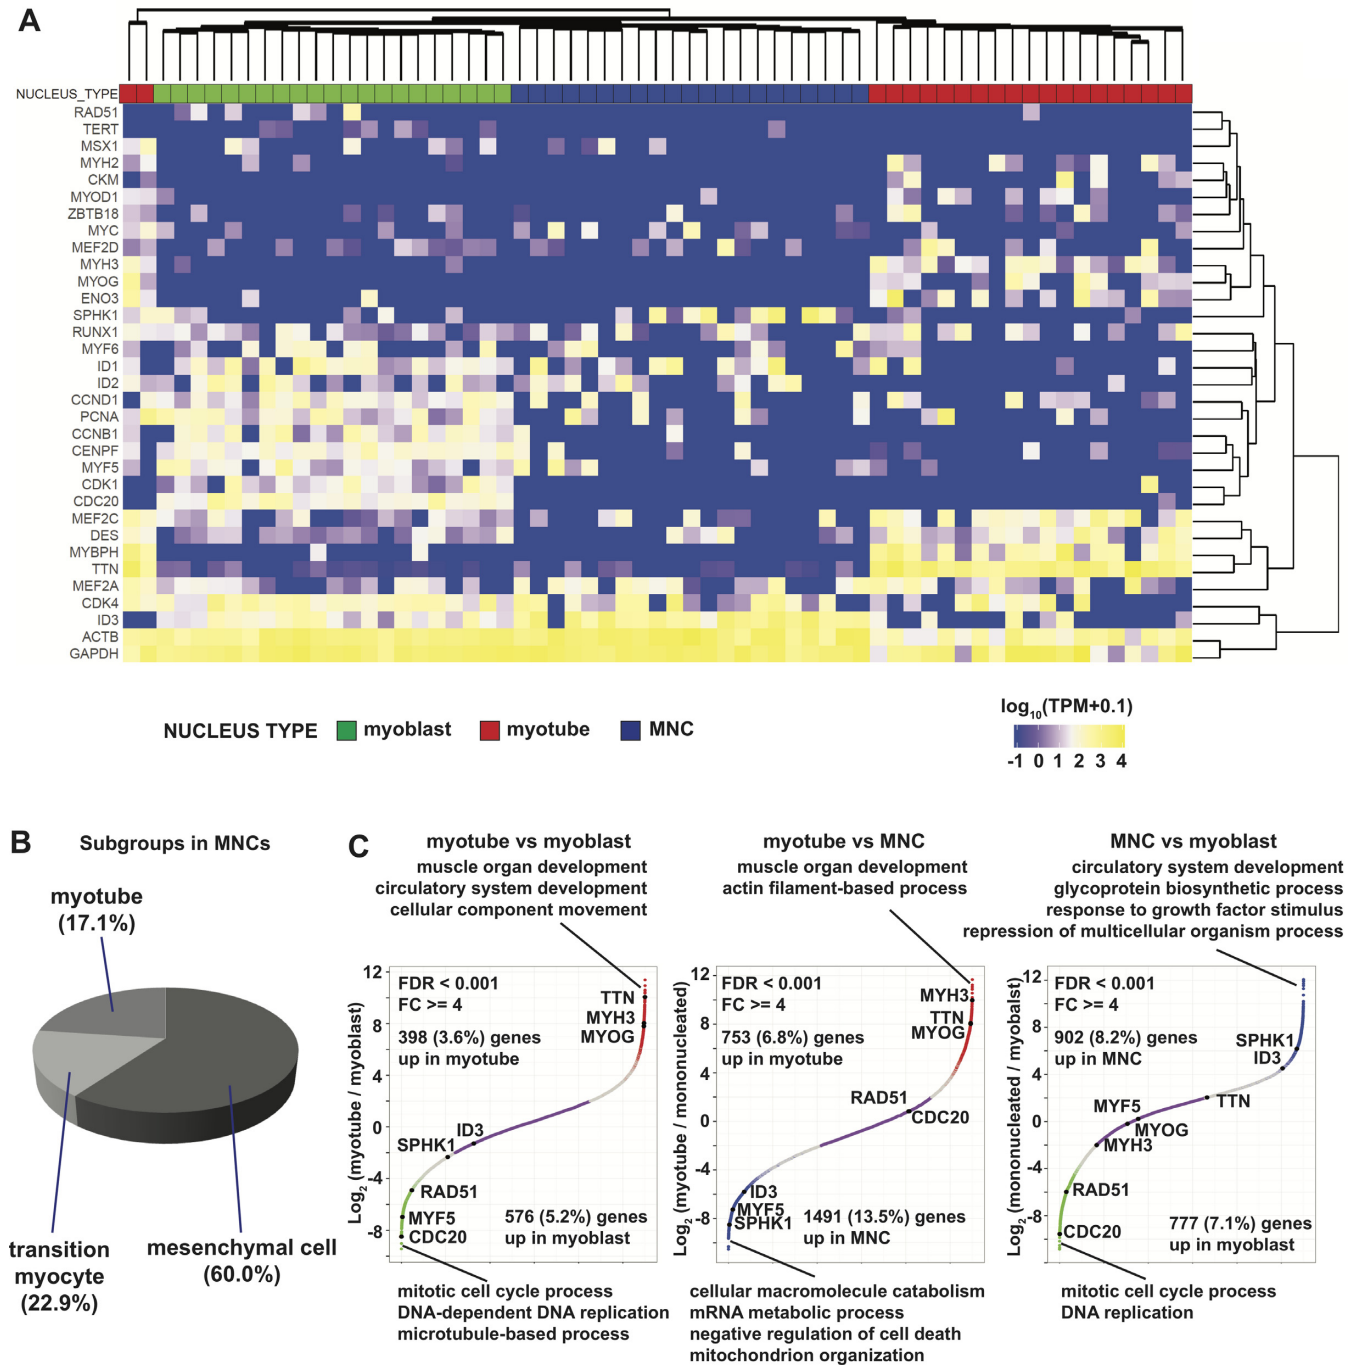 A
NUCLEUS_TYPE
RAD51
TERT
MSX1
MYH2
CKM
MYOD1
ZBTB18
MYC
MEF2D
MYH3
MYOG
ENO3
SPHK1
RUNX1
MYF6
ID1
ID2
CCND1
PCNA
CCNB1
CENPF
MYF5
CDK1
CDC20
MEF2C
DES
MYBPH
TTN
MEF2A
CDK4
ID3
ACTB
GAPDH
NUCLEUS TYPE myoblast myotube MNC
log10(TPM+0.1)
-1 0 1 2 3 4
B
Subgroups in MNCs
myotube
(17.1%)
transition
myocyte
(22.9%)
mesenchymal cell
(60.0%)
C
myotube vs myoblast
muscle organ development
circulatory system development
cellular component movement
Log2 (myotube / myoblast)
12
8
4
0
-4
-8
FDR < 0.001
FC >= 4
398 (3.6%) genes
up in myotube
TTN
MYH3
MYOG
ID3
SPHK1
RAD51
MYF5
CDC20
576 (5.2%) genes
up in myoblast
mitotic cell cycle process
DNA-dependent DNA replication
microtubule-based process
myotube vs MNC
muscle organ development
actin filament-based process
Log2 (myotube / mononucleated)
12
8
4
0
-4
-8
FDR < 0.001
FC >= 4
753 (6.8%) genes
up in myotube
MYH3
TTN
MYOG
RAD51
CDC20
ID3
MYF5
SPHK1
1491 (13.5%) genes
up in MNC
cellular macromolecule catabolism
mRNA metabolic process
negative regulation of cell death
mitochondrion organization
MNC vs myoblast
circulatory system development
glycoprotein biosynthetic process
response to growth factor stimulus
repression of multicellular organism process
Log2 (mononucleated / myobalst)
12
8
4
0
-4
-8
FDR < 0.001
FC >= 4
902 (8.2%) genes
up in MNC
SPHK1
ID3
TTN
MYF5
MYOG
MYH3
RAD51
CDC20
777 (7.1%) genes
up in myoblast
mitotic cell cycle process
DNA replication